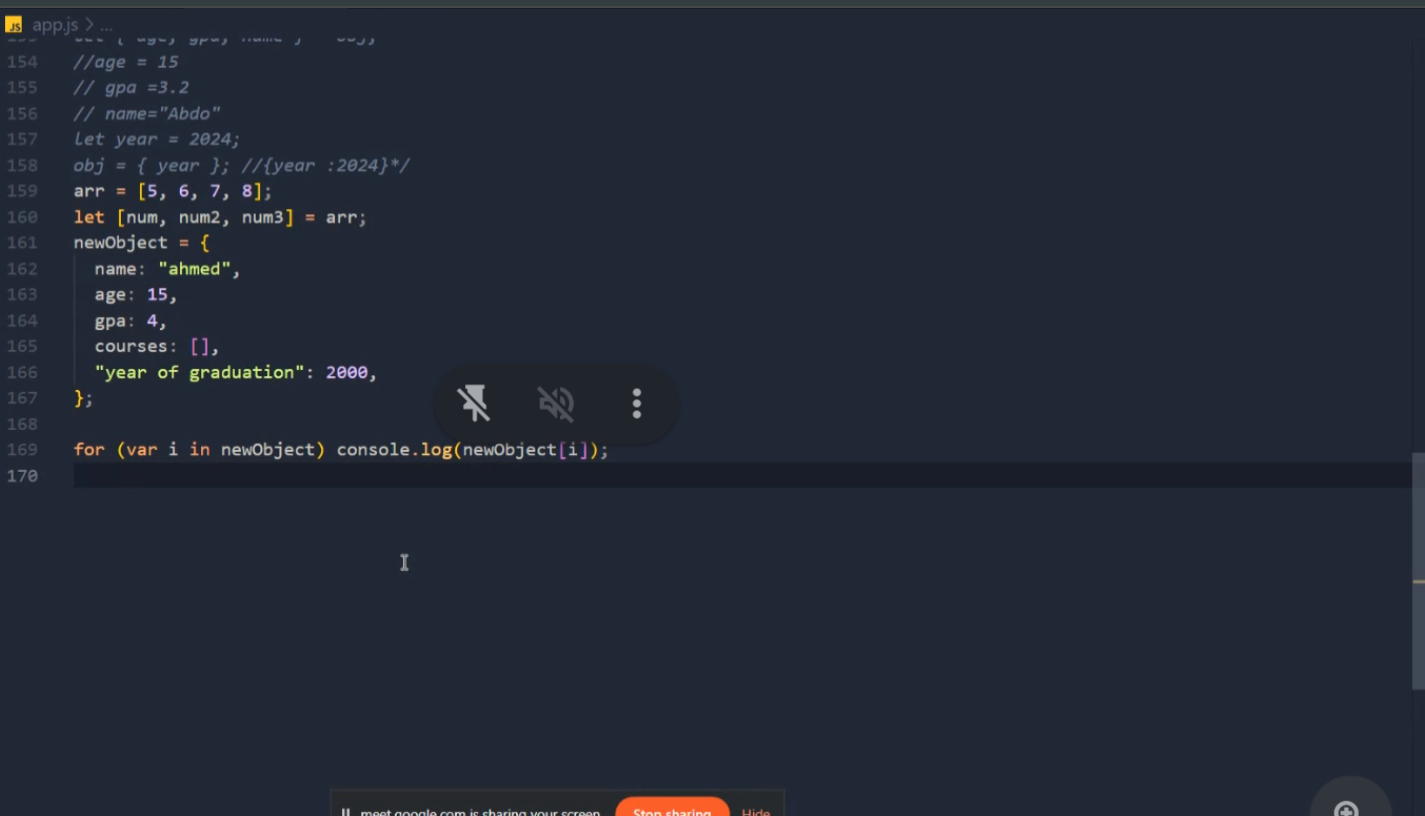 JS app.js > ...
154 //age = 15
155 // gpa =3.2
156 // name="Abdo"
157 let year = 2024;
158 obj = { year }; //{year :2024}*/
159 arr = [5, 6, 7, 8];
160 let [num, num2, num3] = arr;
161 newObject = {
162 name: "ahmed",
163 age: 15,
164 gpa: 4,
165 courses: [],
166 "year of graduation": 2000,
167 };
168
169 for (var i in newObject) console.log(newObject[i]);
170
meet.google.com is sharing your screen. Stop sharing Hide